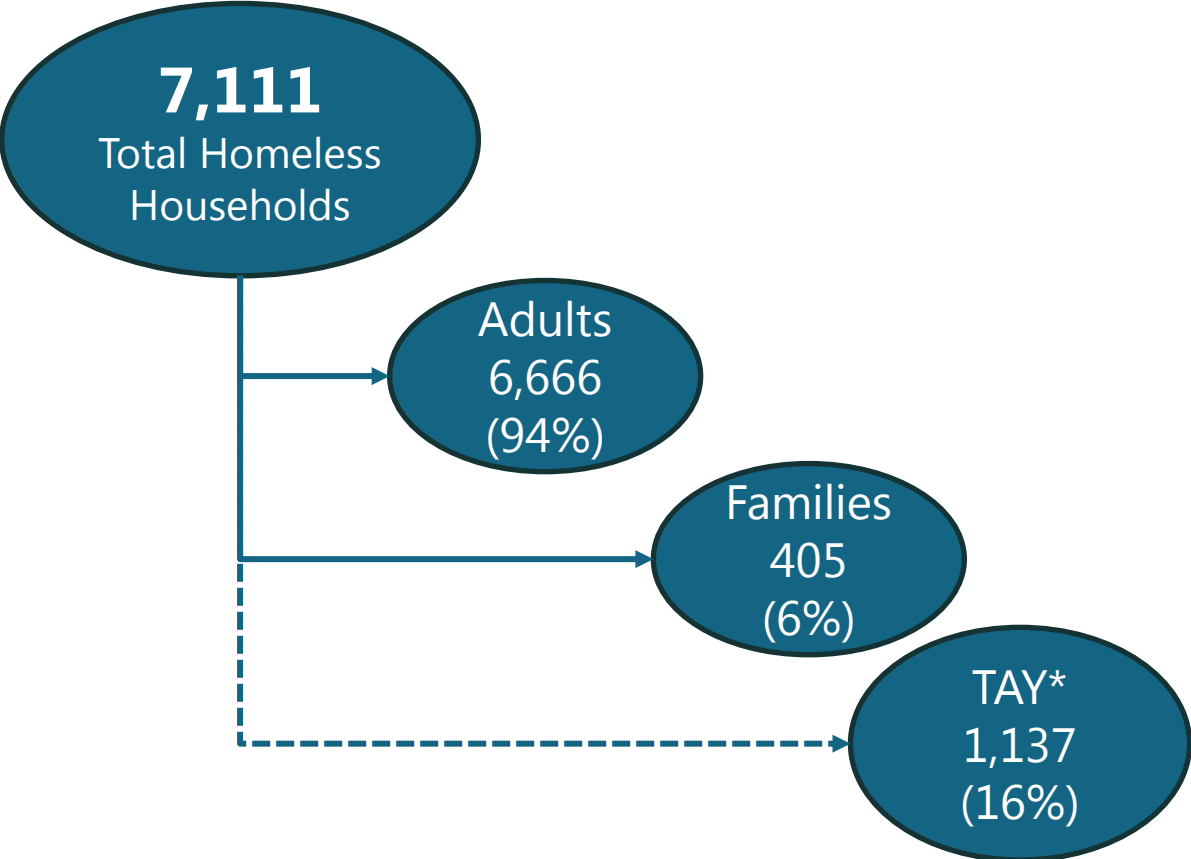 7,111
Total Homeless
Households
Adults
6,666
(94%)
Families
405
(6%)
TAY*
1,137
(16%)